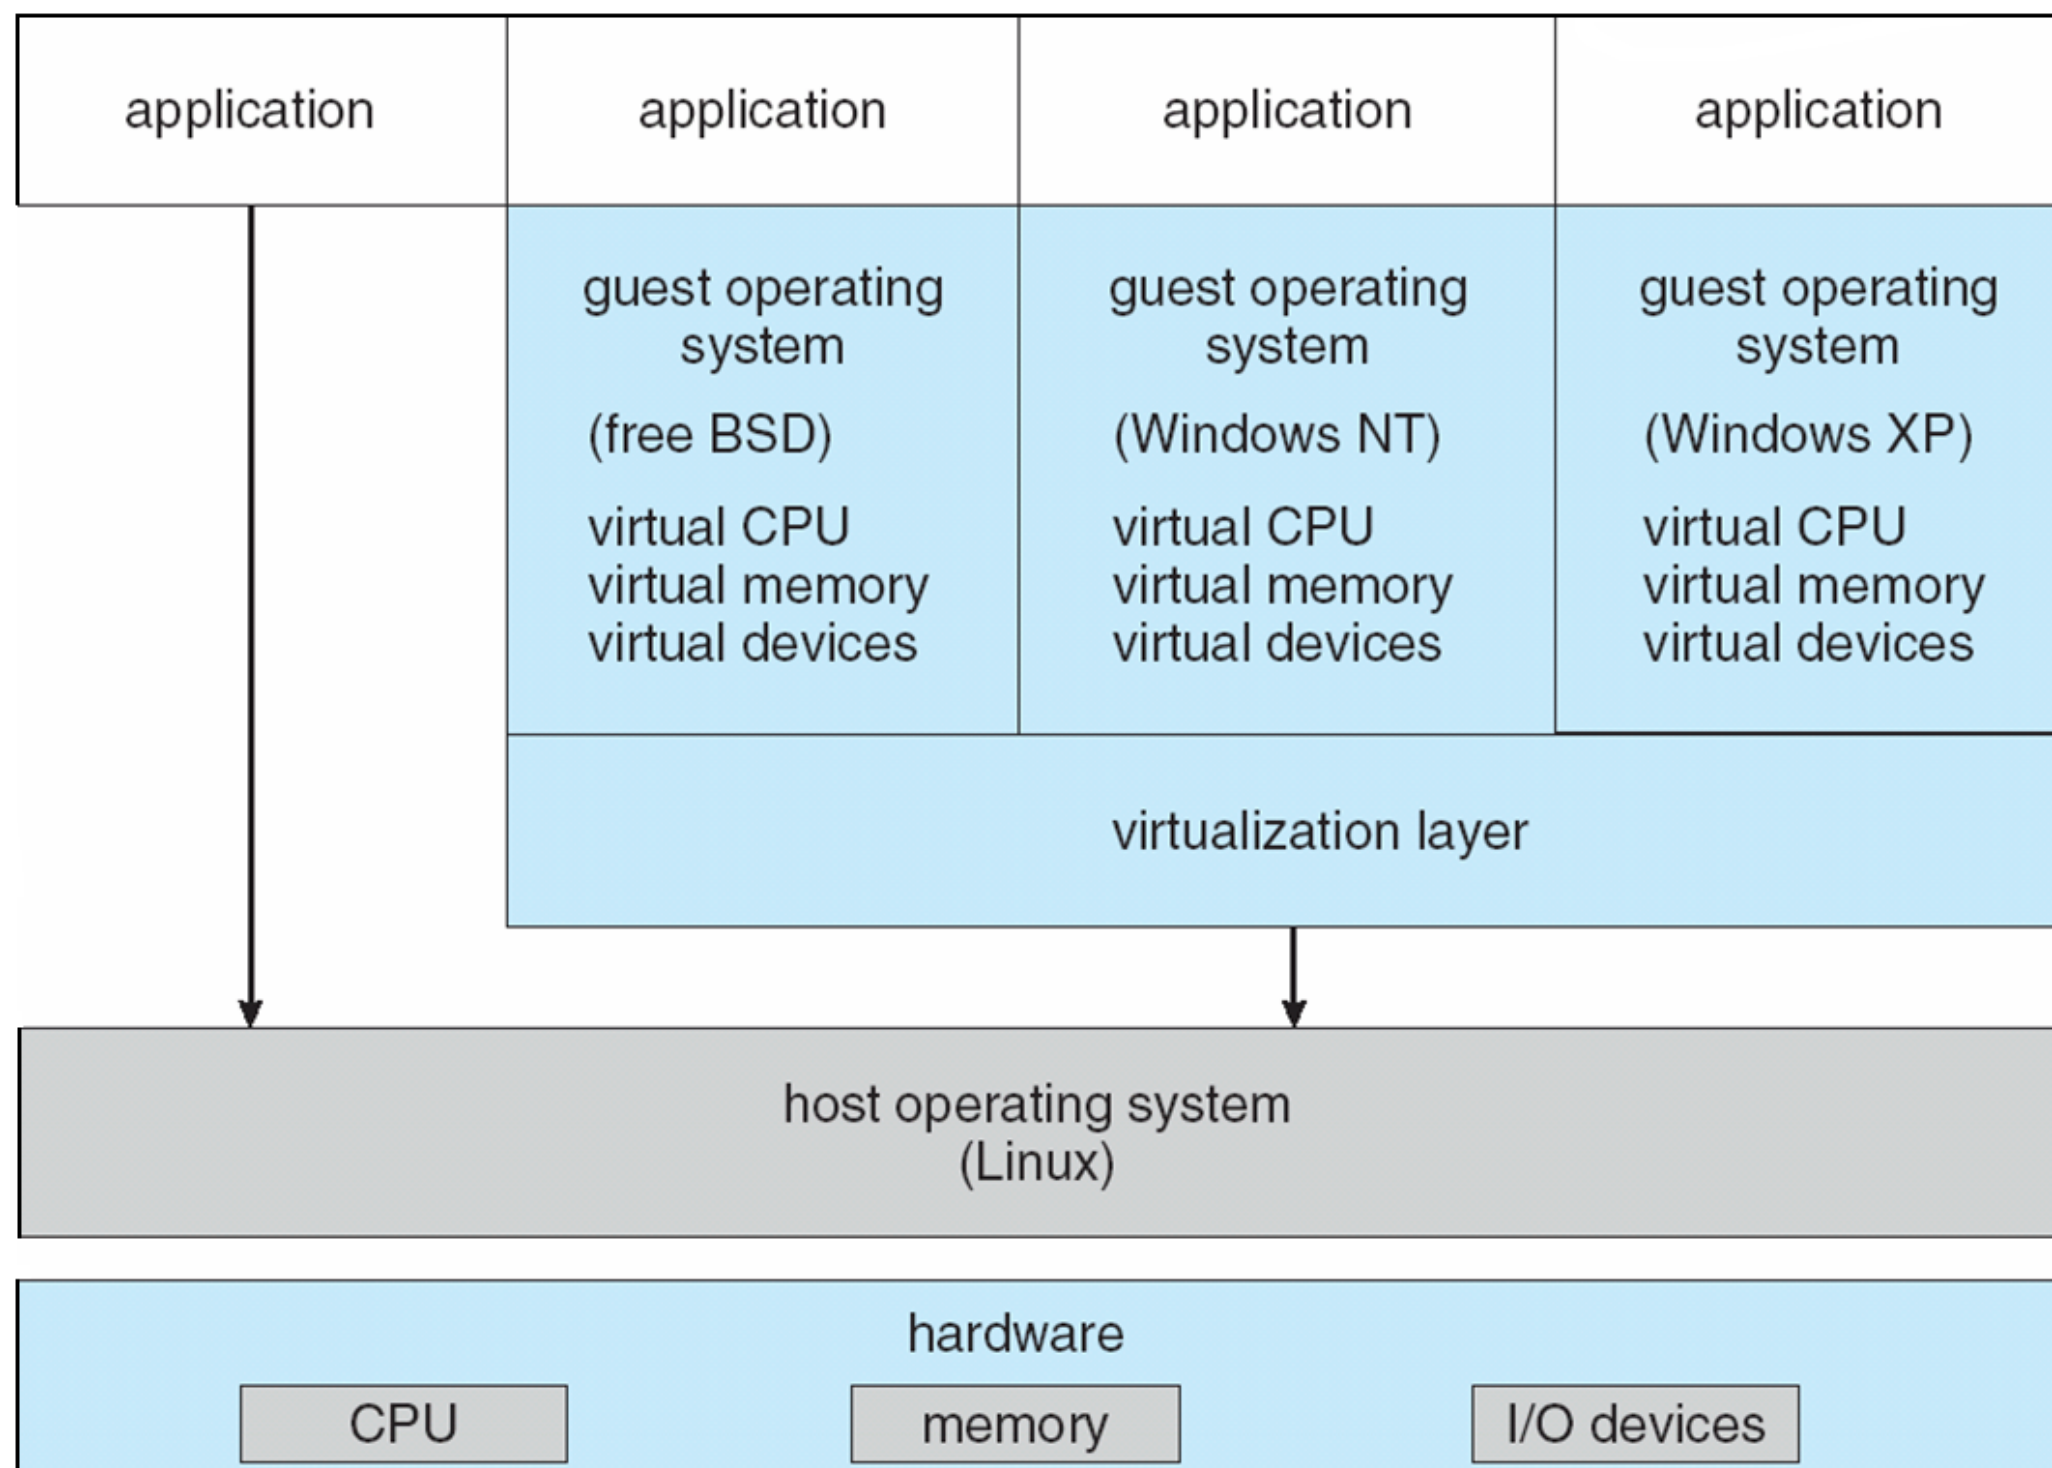 application
application
application
application
guest operating
system
(free BSD)
virtual CPU
virtual memory
virtual devices
guest operating
system
(Windows NT)
virtual CPU
virtual memory
virtual devices
guest operating
system
(Windows XP)
virtual CPU
virtual memory
virtual devices
virtualization layer
host operating system
(Linux)
hardware
CPU
memory
I/O devices